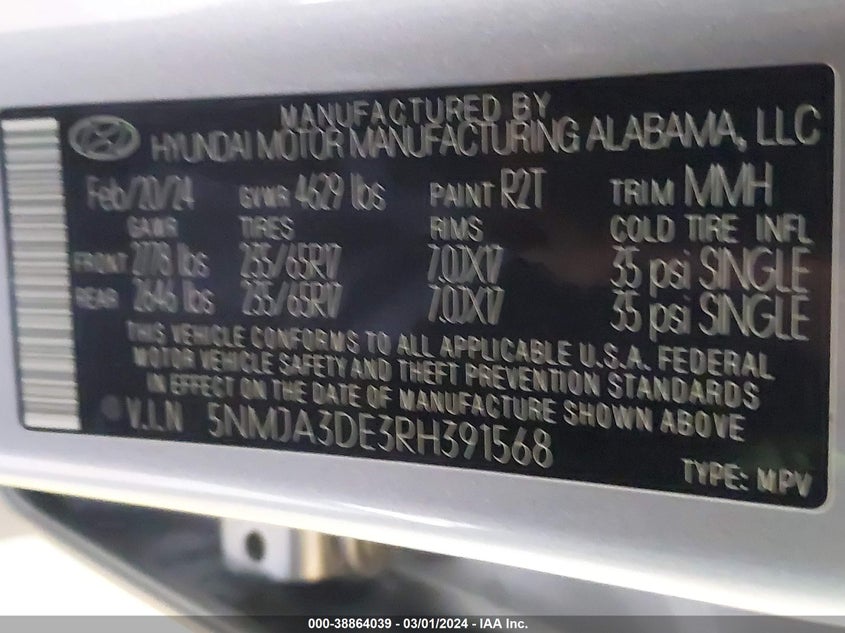 MANUFACTURED BY
HYUNDAI MOTOR MANUFACTURING ALABAMA, LLC
Feb/20/24 GVWR 4629 lbs PAINT R2T TRIM MMH
GAWR TIRES RIMS COLD TIRE INFL
FRONT 2778 lbs 235/65R17 7.0JX17 35 psi SINGLE
REAR 2646 lbs 235/65R17 7.0JX17 35 psi SINGLE
THIS VEHICLE CONFORMS TO ALL APPLICABLE U.S.A. FEDERAL
MOTOR VEHICLE SAFETY AND THEFT PREVENTION STANDARDS
IN EFFECT ON THE DATE OF MANUFACTURE SHOWN ABOVE
V.I.N 5NMJA3DE3RH391568
TYPE: MPV
000-38864039 - 03/01/2024 - IAA Inc.